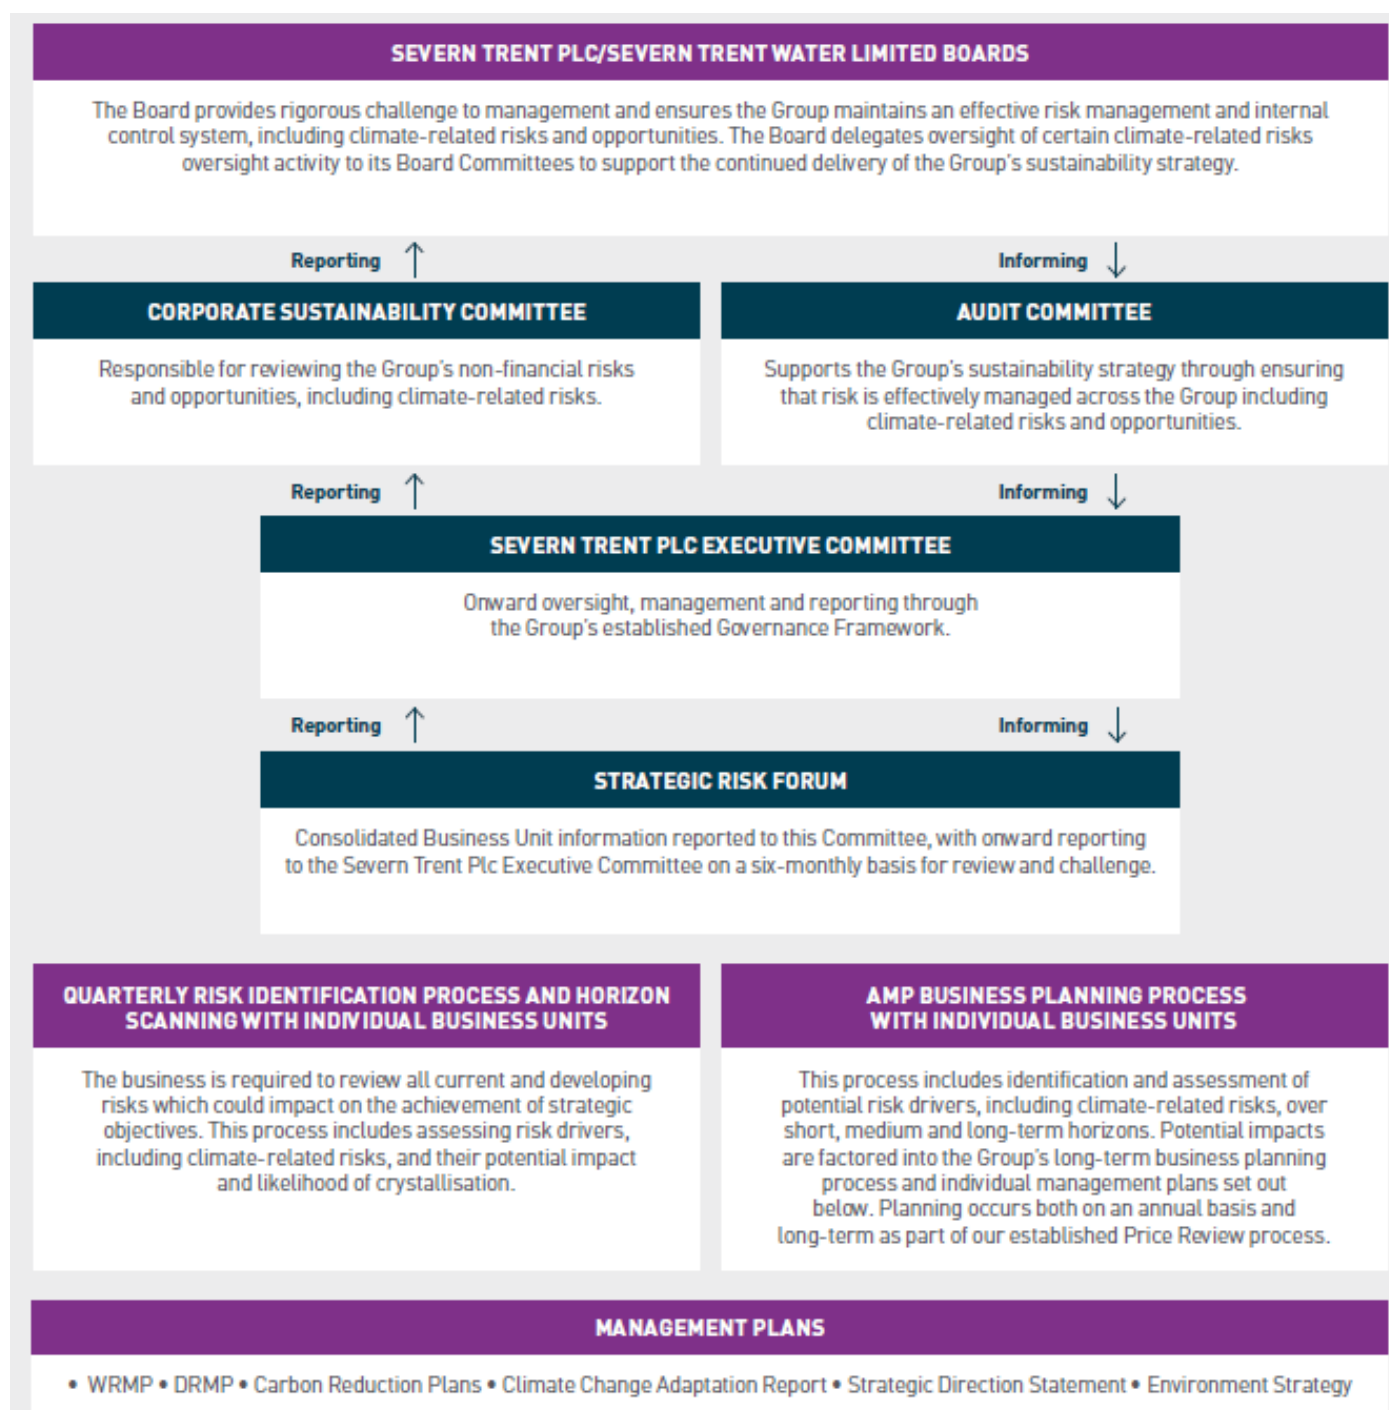 SEVERN TRENT PLC/SEVERN TRENT WATER LIMITED BOARDS
The Board provides rigorous challenge to management and ensures the Group maintains an effective risk management and internal
control system, including climate-related risks and opportunities. The Board delegates oversight of certain climate-related risks
oversight activity to its Board Committees to support the continued delivery of the Group's sustainability strategy.
Reporting ↑
Informing ↓
CORPORATE SUSTAINABILITY COMMITTEE
Responsible for reviewing the Group's non-financial risks
and opportunities, including climate-related risks.
AUDIT COMMITTEE
Supports the Group's sustainability strategy through ensuring
that risk is effectively managed across the Group including
climate-related risks and opportunities.
Reporting ↑
Informing ↓
SEVERN TRENT PLC EXECUTIVE COMMITTEE
Onward oversight, management and reporting through
the Group's established Governance Framework.
Reporting ↑
Informing ↓
STRATEGIC RISK FORUM
Consolidated Business Unit information reported to this Committee, with onward reporting
to the Severn Trent Plc Executive Committee on a six-monthly basis for review and challenge.
QUARTERLY RISK IDENTIFICATION PROCESS AND HORIZON
SCANNING WITH INDIVIDUAL BUSINESS UNITS
The business is required to review all current and developing
risks which could impact on the achievement of strategic
objectives. This process includes assessing risk drivers,
including climate-related risks, and their potential impact
and likelihood of crystallisation.
AMP BUSINESS PLANNING PROCESS
WITH INDIVIDUAL BUSINESS UNITS
This process includes identification and assessment of
potential risk drivers, including climate-related risks, over
short, medium and long-term horizons. Potential impacts
are factored into the Group's long-term business planning
process and individual management plans set out
below. Planning occurs both on an annual basis and
long-term as part of our established Price Review process.
MANAGEMENT PLANS
• WRMP • DRMP • Carbon Reduction Plans • Climate Change Adaptation Report • Strategic Direction Statement • Environment Strategy